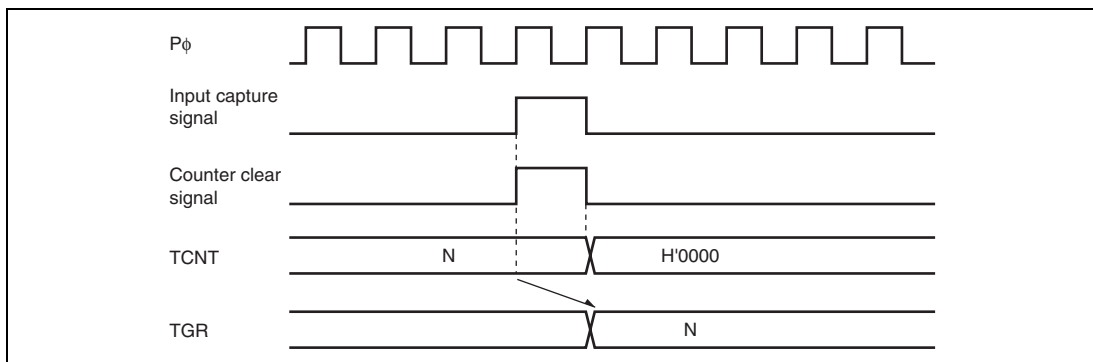 Pϕ
Input capture
signal
Counter clear
signal
TCNT
N
H'0000
TGR
N